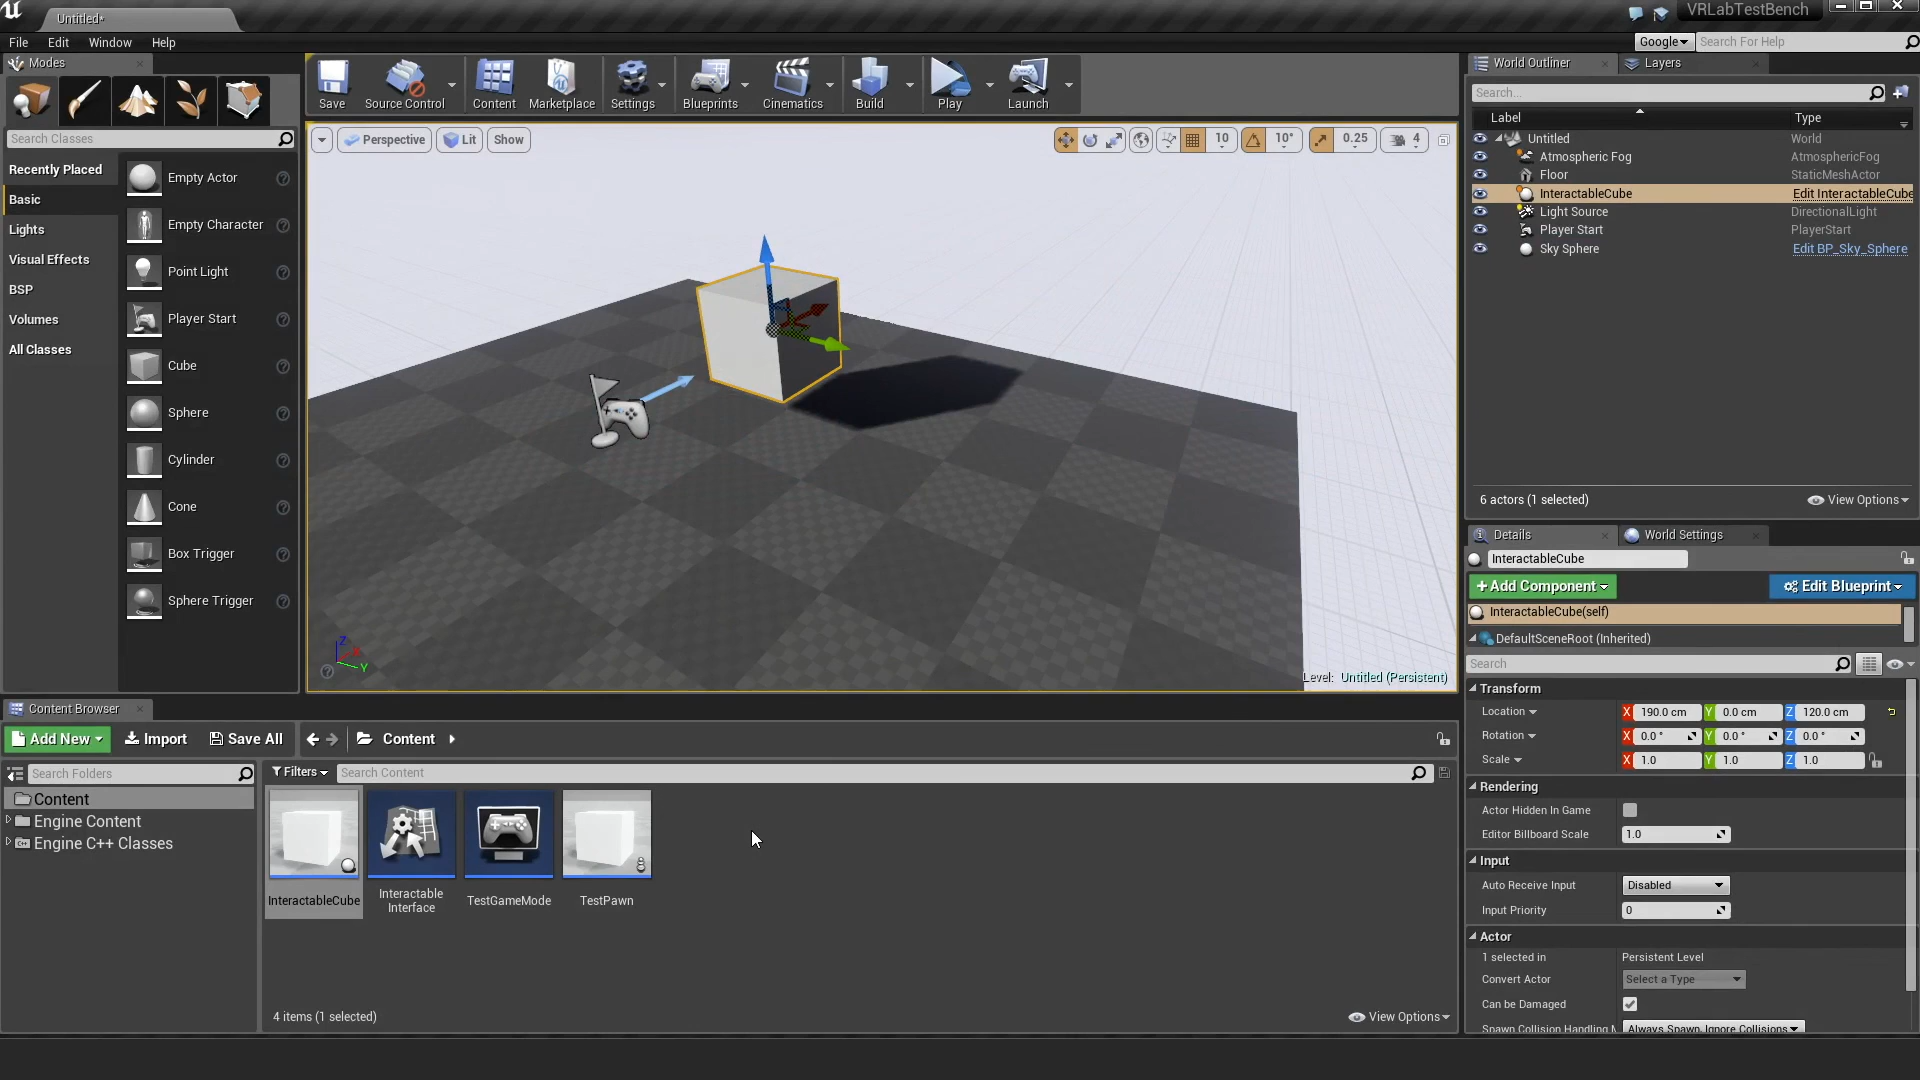 Untitled*
VRLabTestBench
File Edit Window Help
Google
Search For Help
Modes
Search Classes
Recently Placed
Basic
Lights
Visual Effects
BSP
Volumes
All Classes
Empty Actor
Empty Character
Point Light
Player Start
Cube
Sphere
Cylinder
Cone
Box Trigger
Sphere Trigger
Save Source Control Content Marketplace Settings Blueprints Cinematics Build Play Launch
Perspective Lit Show
10 10° 0.25 4
Z X Y
Level: Untitled (Persistent)
World Outliner Layers
Search...
Label Type
Untitled World
Atmospheric Fog AtmosphericFog
Floor StaticMeshActor
InteractableCube Edit InteractableCube
Light Source DirectionalLight
Player Start PlayerStart
Sky Sphere Edit BP_Sky_Sphere
6 actors (1 selected) View Options
Details World Settings
InteractableCube
+ Add Component Edit Blueprint
InteractableCube(self)
DefaultSceneRoot (Inherited)
Search
Transform
Location X 190.0 cm Y 0.0 cm Z 120.0 cm
Rotation X 0.0 ° Y 0.0 ° Z 0.0 °
Scale X 1.0 Y 1.0 Z 1.0
Rendering
Actor Hidden In Game
Editor Billboard Scale 1.0
Input
Auto Receive Input Disabled
Input Priority 0
Actor
1 selected in Persistent Level
Convert Actor Select a Type
Can be Damaged
Spawn Collision Handling M Always Spawn, Ignore Collisions
Content Browser
Add New Import Save All Content
Search Folders
Content
Engine Content
Engine C++ Classes
Filters Search Content
InteractableCube
Interactable
Interface
TestGameMode
TestPawn
4 items (1 selected) View Options